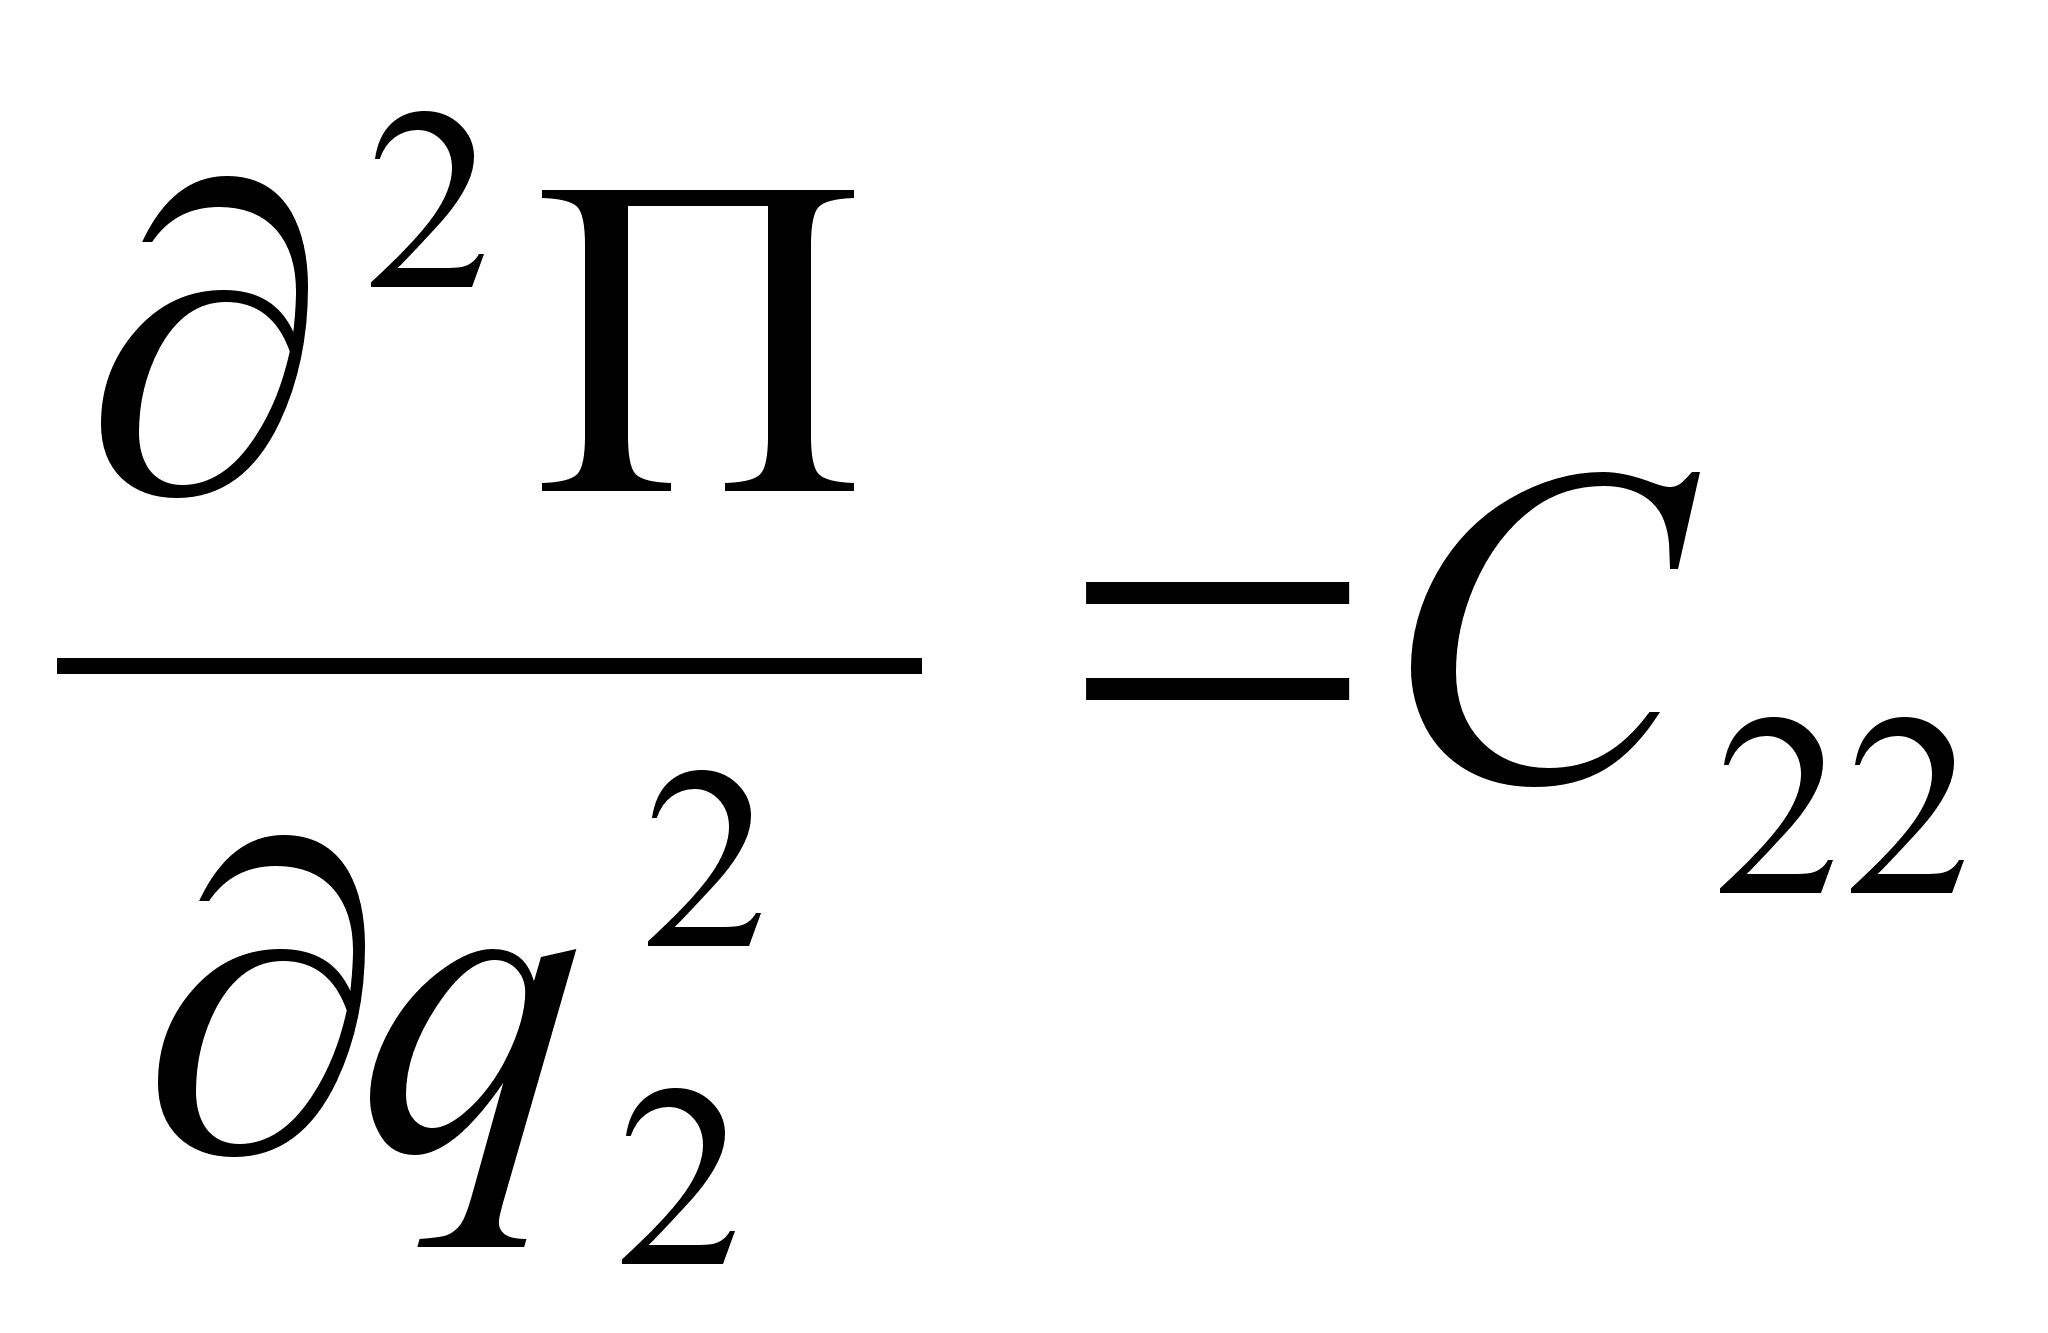 ∂²Π / ∂q₂² = C₂₂